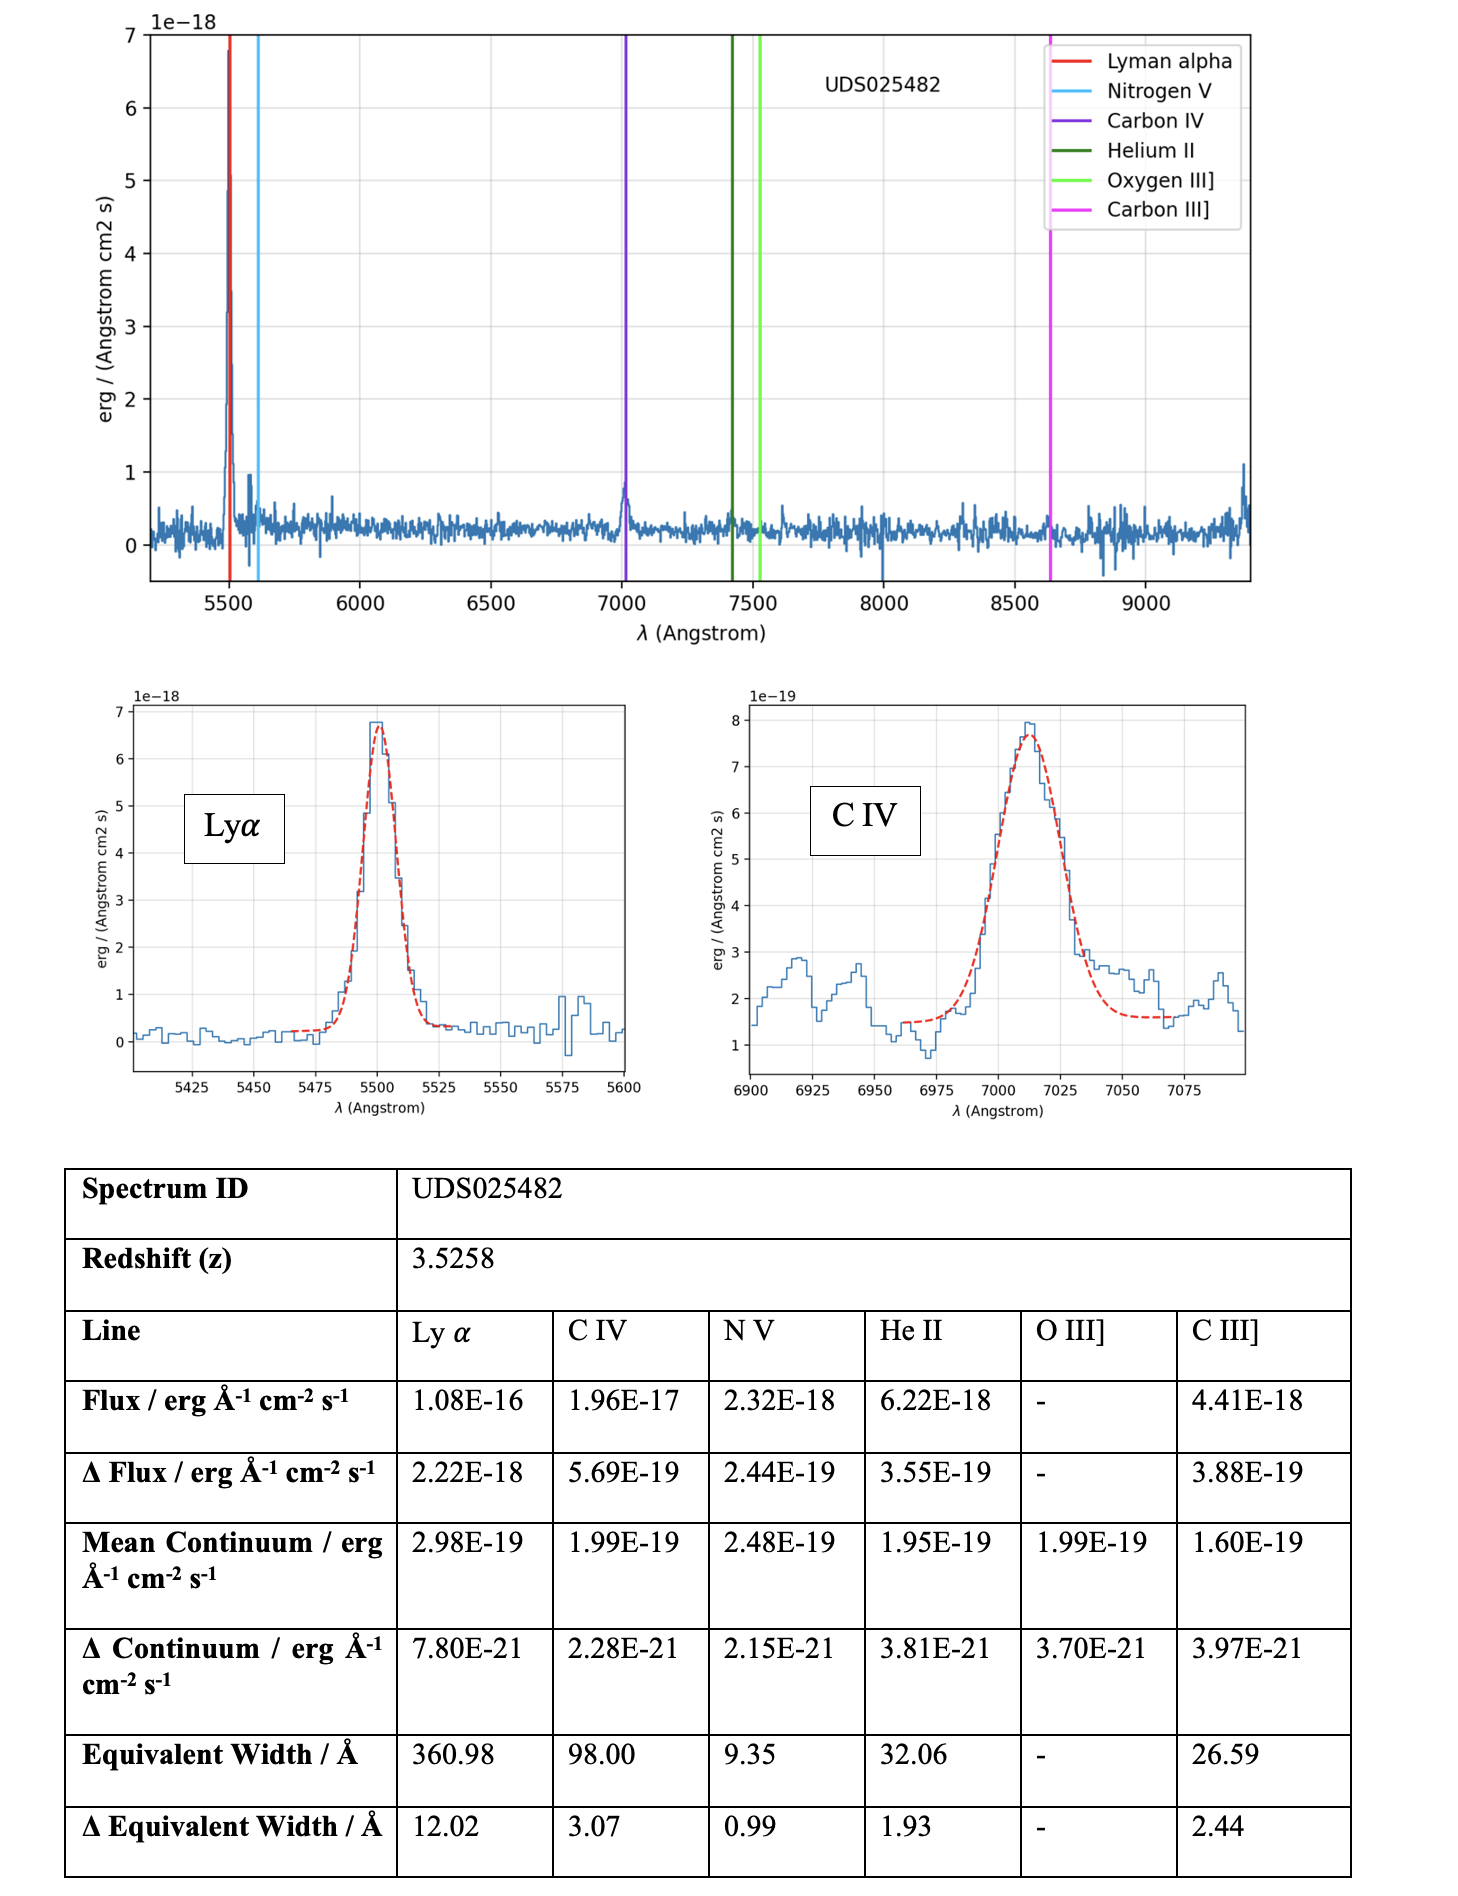 1e−18
7
6
5
4
3
2
1
0
erg / (Angstrom cm2 s)
UDS025482
Lyman alpha
Nitrogen V
Carbon IV
Helium II
Oxygen III]
Carbon III]
5500 6000 6500 7000 7500 8000 8500 9000
λ (Angstrom)
1e−18
7
6
5
4
3
2
1
0
erg / (Angstrom cm2 s)
Lyα
5425 5450 5475 5500 5525 5550 5575 5600
λ (Angstrom)
1e−19
8
7
6
5
4
3
2
1
erg / (Angstrom cm2 s)
C IV
6900 6925 6950 6975 7000 7025 7050 7075
λ (Angstrom)
Spectrum ID UDS025482
Redshift (z) 3.5258
Line Ly α C IV N V He II O III] C III]
Flux / erg Å-1 cm-2 s-1 1.08E-16 1.96E-17 2.32E-18 6.22E-18 - 4.41E-18
Δ Flux / erg Å-1 cm-2 s-1 2.22E-18 5.69E-19 2.44E-19 3.55E-19 - 3.88E-19
Mean Continuum / erg 2.98E-19 1.99E-19 2.48E-19 1.95E-19 1.99E-19 1.60E-19
Å-1 cm-2 s-1
Δ Continuum / erg Å-1 7.80E-21 2.28E-21 2.15E-21 3.81E-21 3.70E-21 3.97E-21
cm-2 s-1
Equivalent Width / Å 360.98 98.00 9.35 32.06 - 26.59
Δ Equivalent Width / Å 12.02 3.07 0.99 1.93 - 2.44